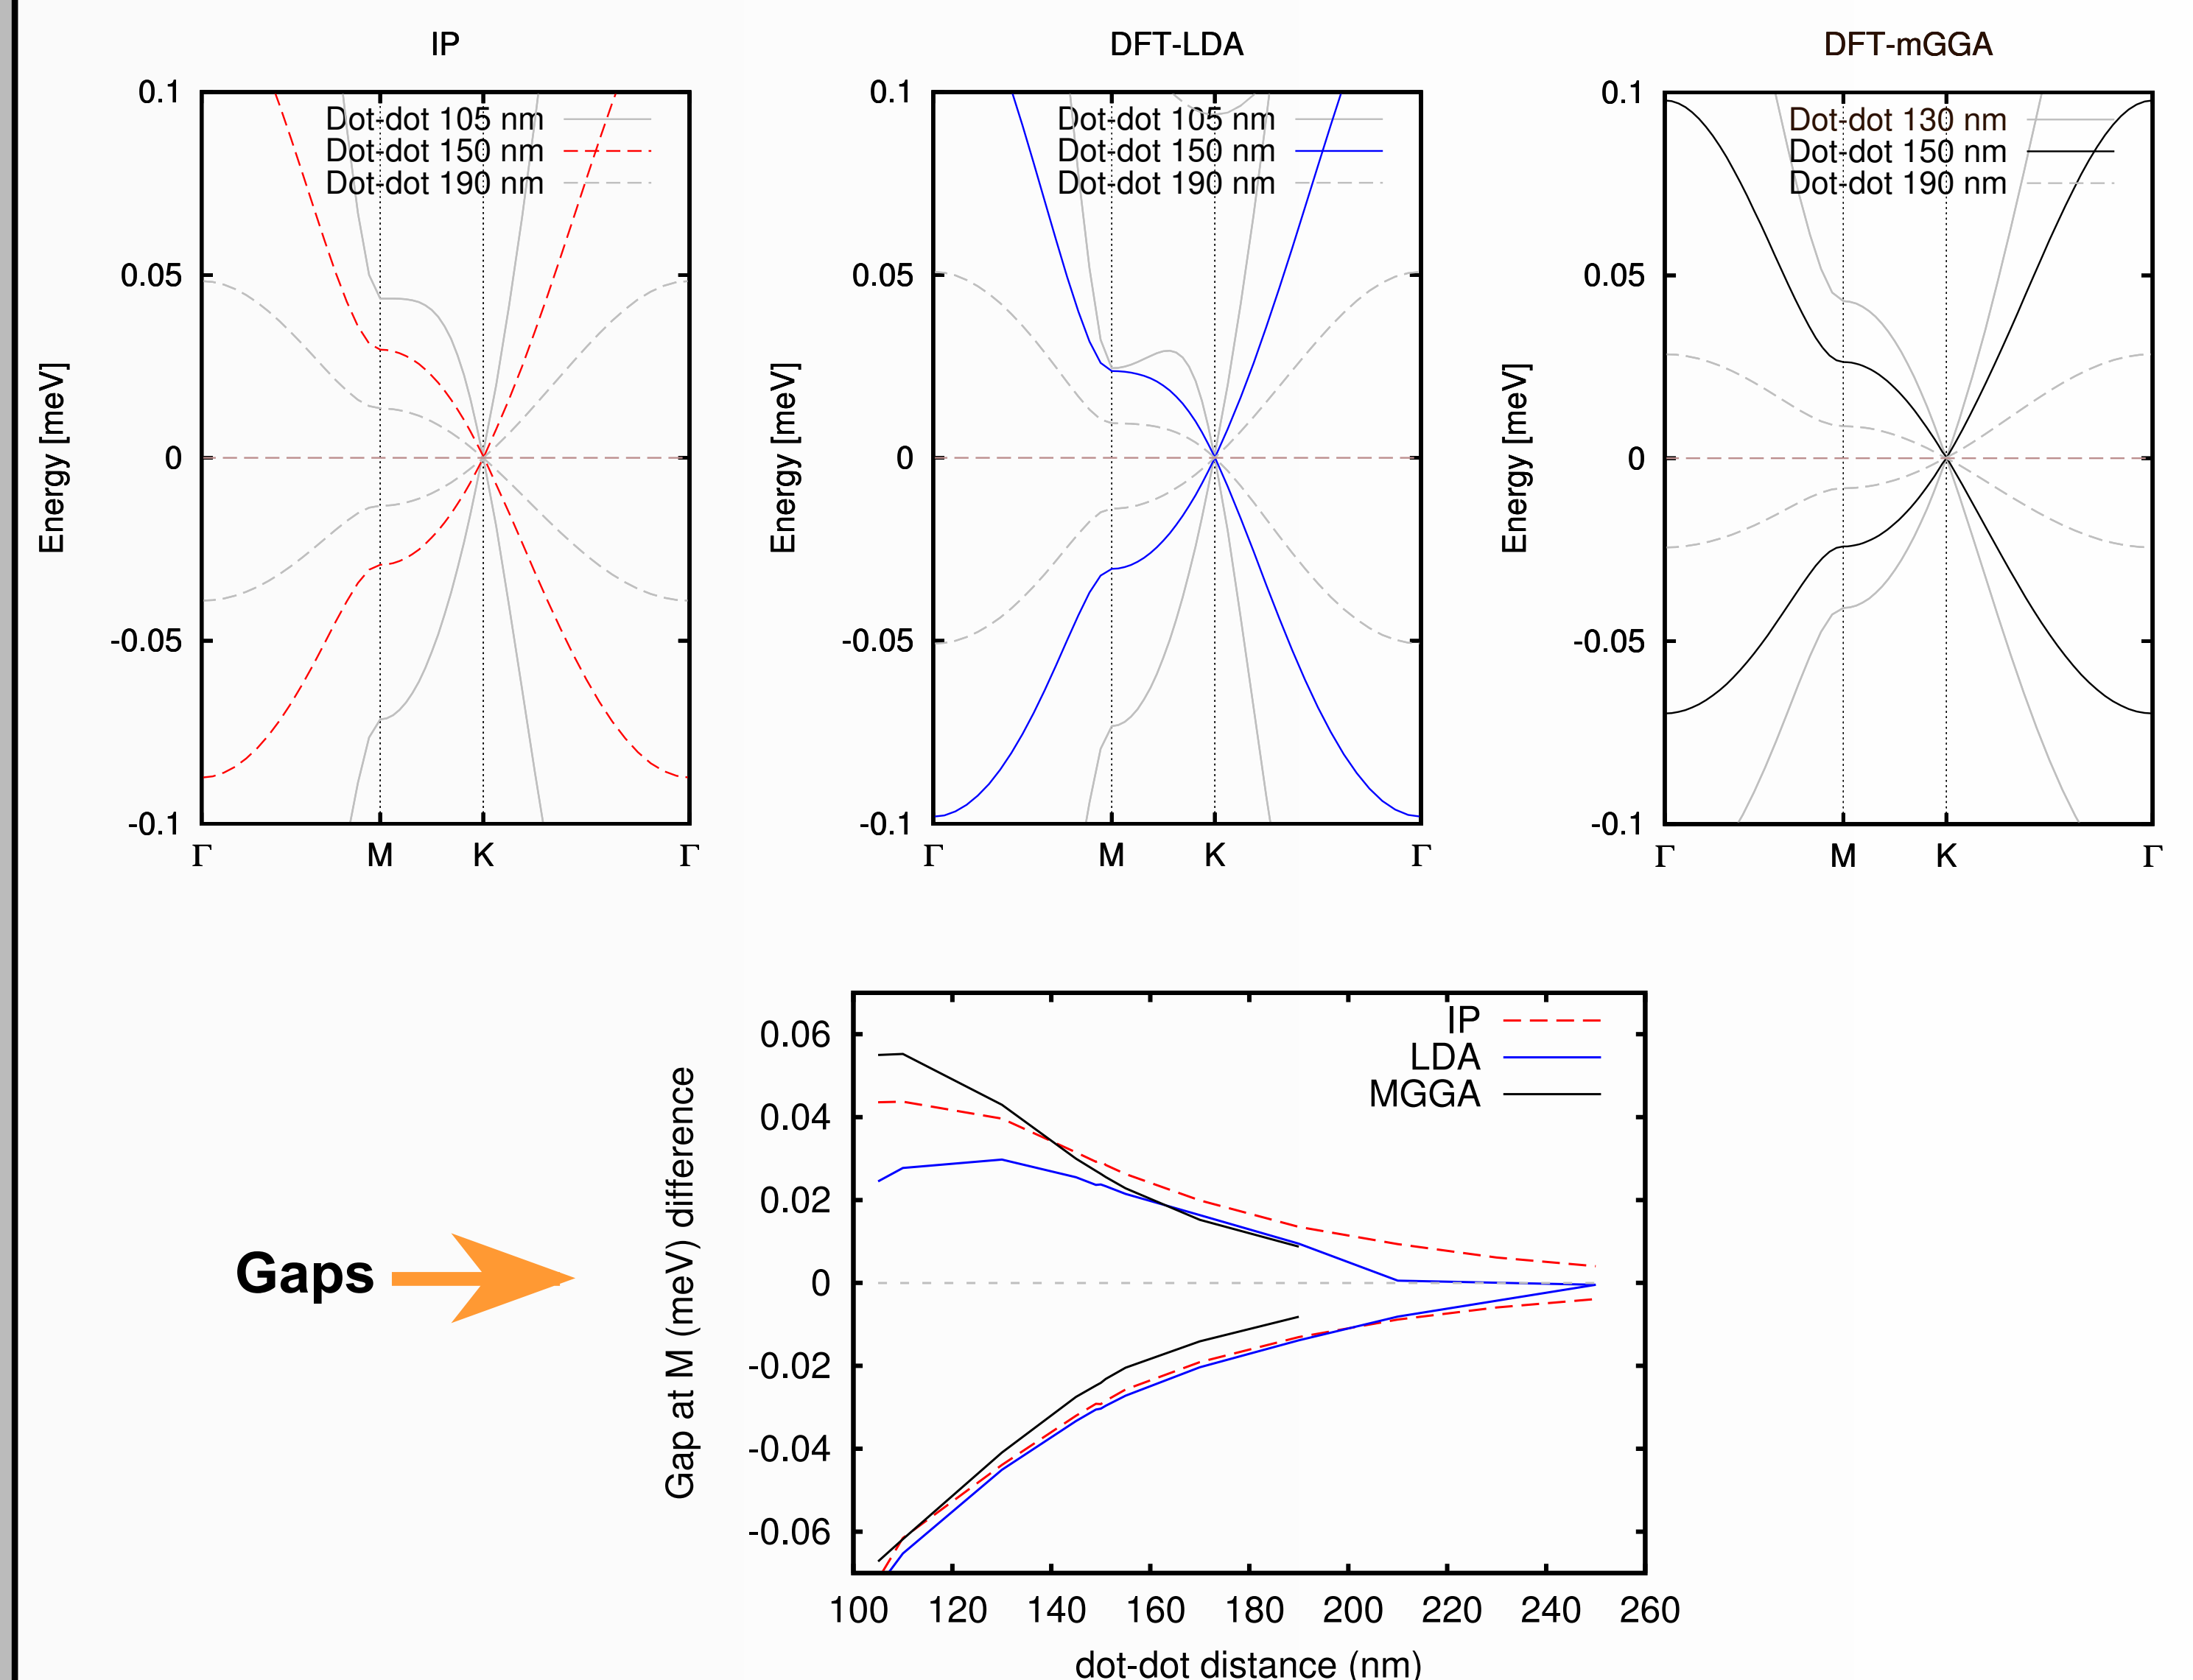 IP
0.1
0.05
0
-0.05
-0.1
Energy [meV]
Dot-dot 105 nm
Dot-dot 150 nm
Dot-dot 190 nm
Γ M K Γ
DFT-LDA
0.1
0.05
0
-0.05
-0.1
Energy [meV]
Dot-dot 105 nm
Dot-dot 150 nm
Dot-dot 190 nm
Γ M K Γ
DFT-mGGA
0.1
0.05
0
-0.05
-0.1
Energy [meV]
Dot-dot 130 nm
Dot-dot 150 nm
Dot-dot 190 nm
Γ M K Γ
Gaps
Gap at M (meV) difference
0.06
0.04
0.02
0
-0.02
-0.04
-0.06
IP
LDA
MGGA
100 120 140 160 180 200 220 240 260
dot-dot distance (nm)